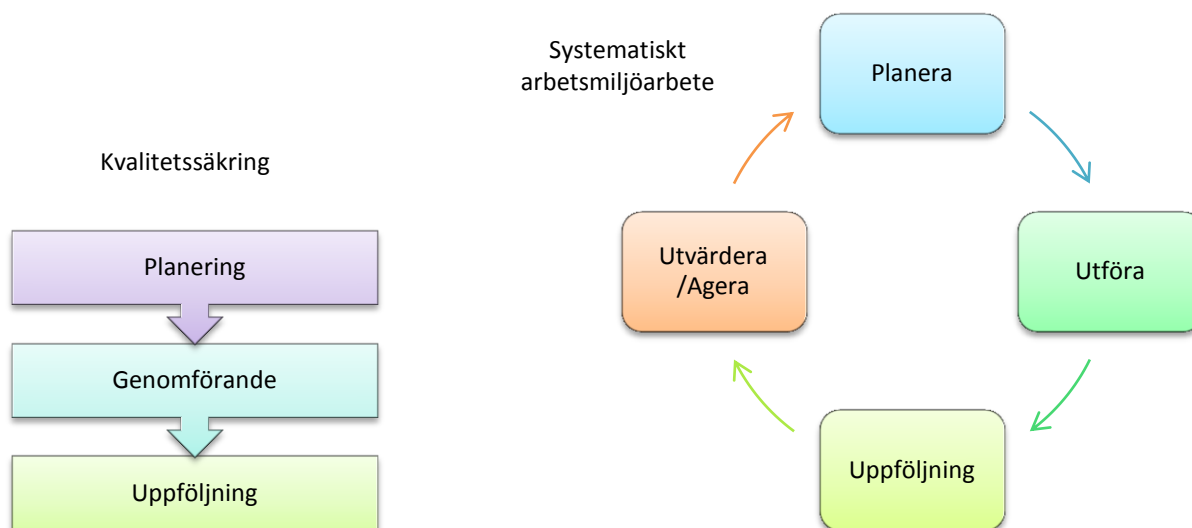 Kvalitetssäkring
Planering
Genomförande
Uppföljning
Systematiskt
arbetsmiljöarbete
Planera
Utföra
Uppföljning
Utvärdera
/Agera